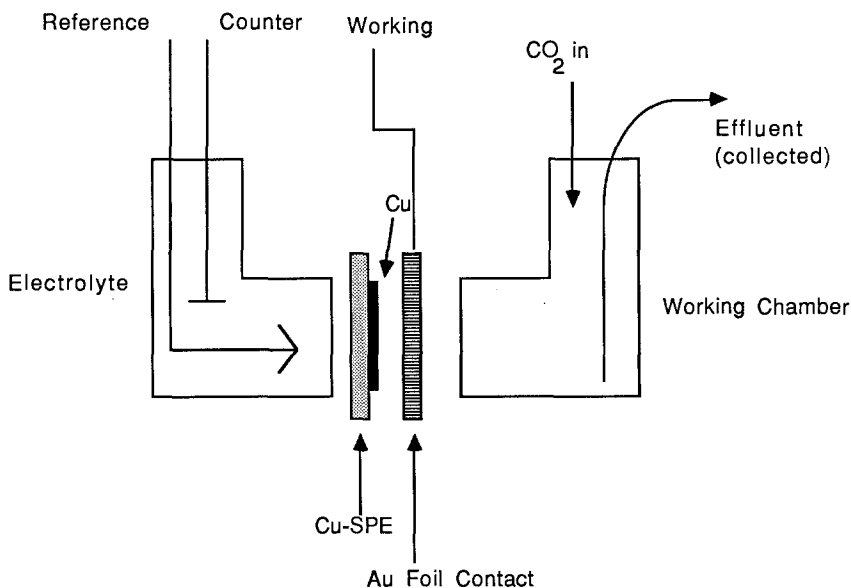 Reference
Counter
Working
CO2 in
Effluent
(collected)
Cu
Electrolyte
Working Chamber
Cu-SPE
Au Foil Contact